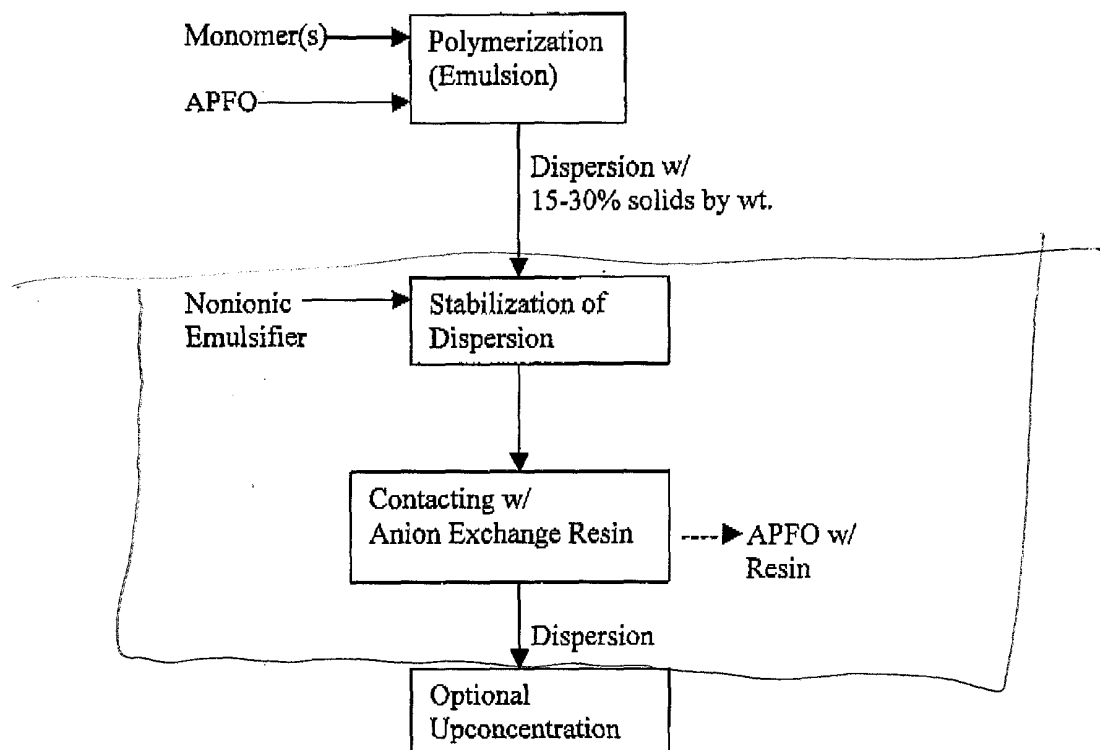 Monomer(s)
Polymerization
(Emulsion)
APFO
Dispersion w/
15-30% solids by wt.
Nonionic
Emulsifier
Stabilization of
Dispersion
Contacting w/
Anion Exchange Resin
APFO w/
Resin
Dispersion
Optional
Upconcentration